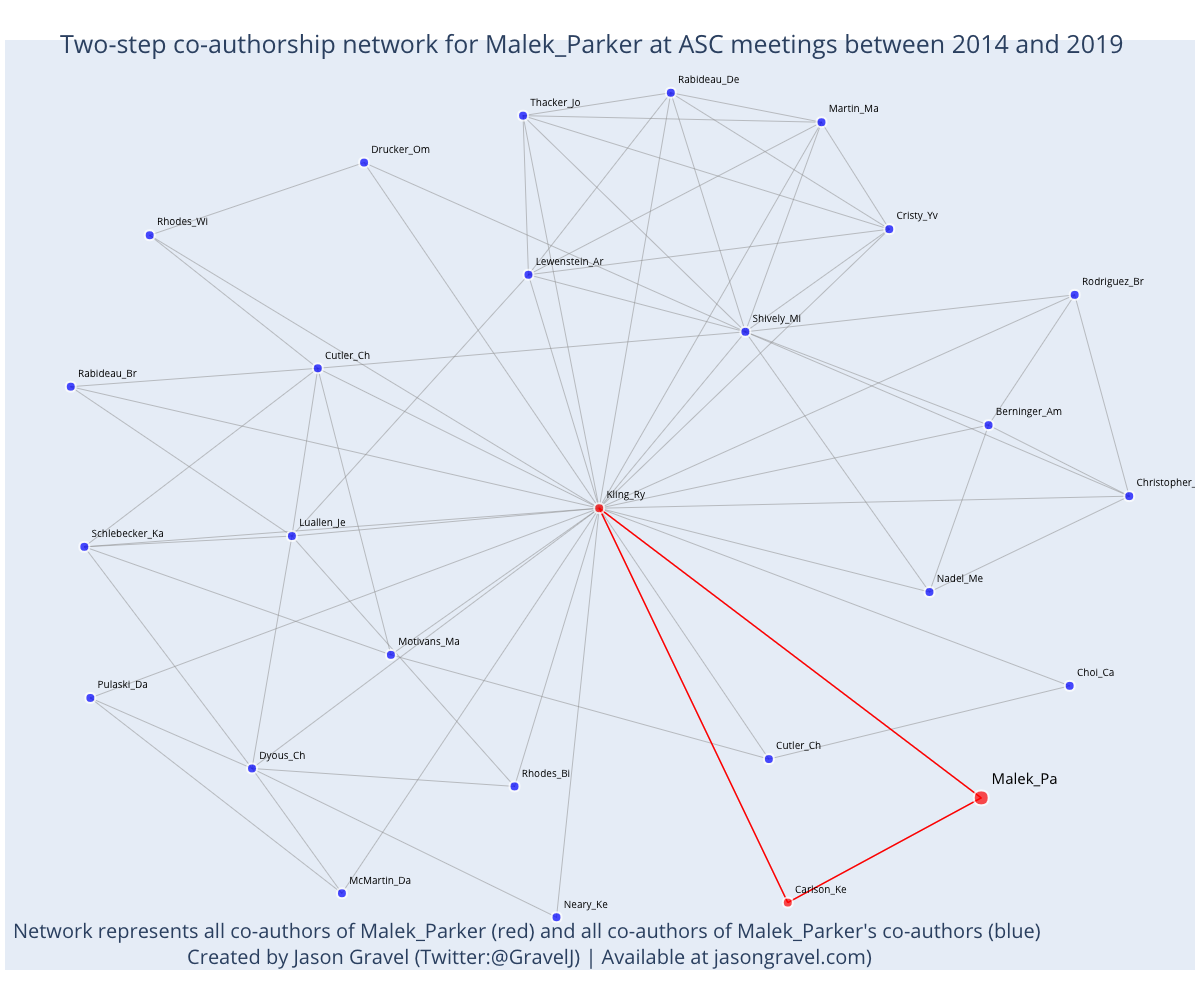 Two-step co-authorship network for Malek_Parker at ASC meetings between 2014 and 2019
Rabideau_De
Thacker_Jo
Martin_Ma
Drucker_Om
Rhodes_Wi
Cristy_Yv
Lewenstein_Ar
Rodriguez_Br
Shively_Mi
Cutler_Ch
Rabideau_Br
Berninger_Am
Christopher_
Kling_Ry
Luallen_Je
Schlebecker_Ka
Nadel_Me
Motivans_Ma
Choi_Ca
Pulaski_Da
Cutler_Ch
Dyous_Ch
Rhodes_Bi
Malek_Pa
McMartin_Da
Carlson_Ke
Neary_Ke
Network represents all co-authors of Malek_Parker (red) and all co-authors of Malek_Parker's co-authors (blue)
Created by Jason Gravel (Twitter:@GravelJ) | Available at jasongravel.com)